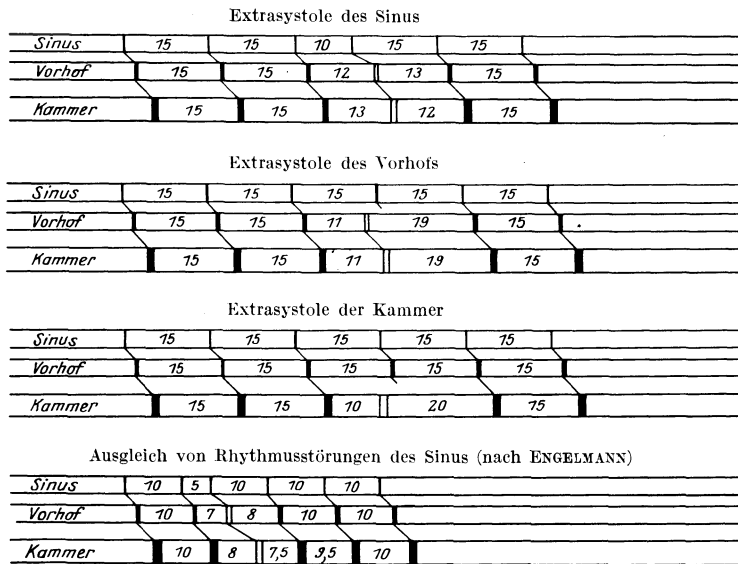 Extrasystole des Sinus
Sinus 15 15 10 15 15
Vorhof 15 15 12 13 15
Kammer 15 15 13 12 15
Extrasystole des Vorhofs
Sinus 15 15 15 15 15
Vorhof 15 15 11 19 15
Kammer 15 15 11 19 15
Extrasystole der Kammer
Sinus 15 15 15 15 15
Vorhof 15 15 15 15 15
Kammer 15 15 10 20 15
Ausgleich von Rhythmusstörungen des Sinus (nach ENGELMANN)
Sinus 10 5 10 10 10
Vorhof 10 7 8 10 10
Kammer 10 8 7,5 9,5 10